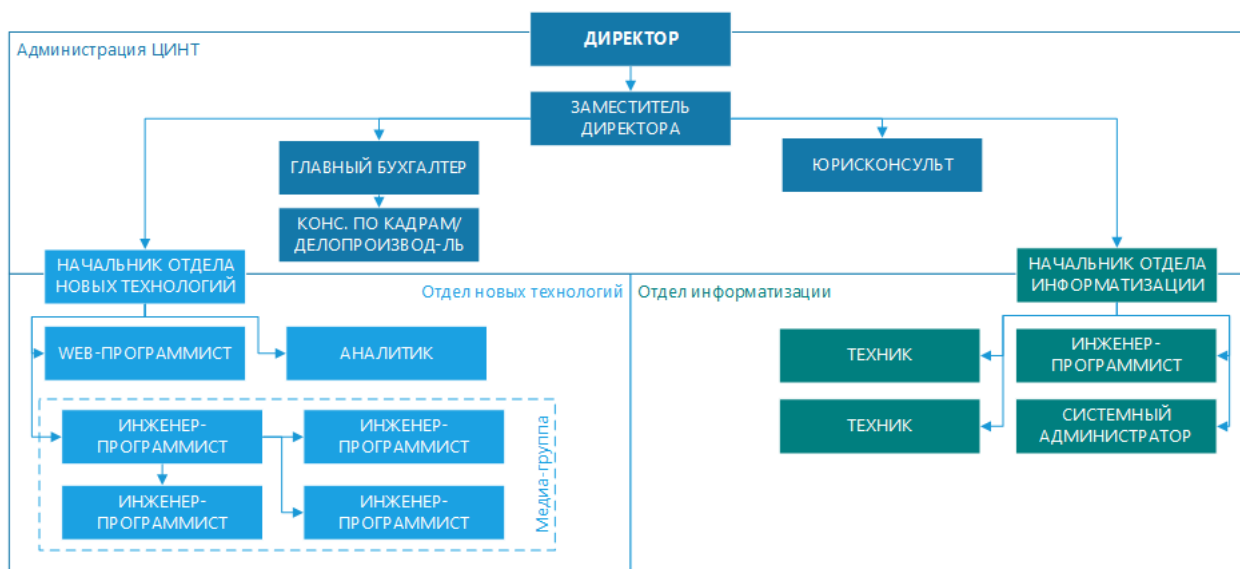 Администрация ЦИНТ
ДИРЕКТОР
ЗАМЕСТИТЕЛЬ
ДИРЕКТОРА
ГЛАВНЫЙ БУХГАЛТЕР
ЮРИСКОНСУЛЬТ
КОНС. ПО КАДРАМ/
ДЕЛОПРОИЗВОД-ЛЬ
НАЧАЛЬНИК ОТДЕЛА
НОВЫХ ТЕХНОЛОГИЙ
НАЧАЛЬНИК ОТДЕЛА
ИНФОРМАТИЗАЦИИ
Отдел новых технологий
Отдел информатизации
WEB-ПРОГРАММИСТ
АНАЛИТИК
ТЕХНИК
ИНЖЕНЕР-
ПРОГРАММИСТ
ИНЖЕНЕР-
ПРОГРАММИСТ
ИНЖЕНЕР-
ПРОГРАММИСТ
Медиа-группа
ТЕХНИК
СИСТЕМНЫЙ
АДМИНИСТРАТОР
ИНЖЕНЕР-
ПРОГРАММИСТ
ИНЖЕНЕР-
ПРОГРАММИСТ